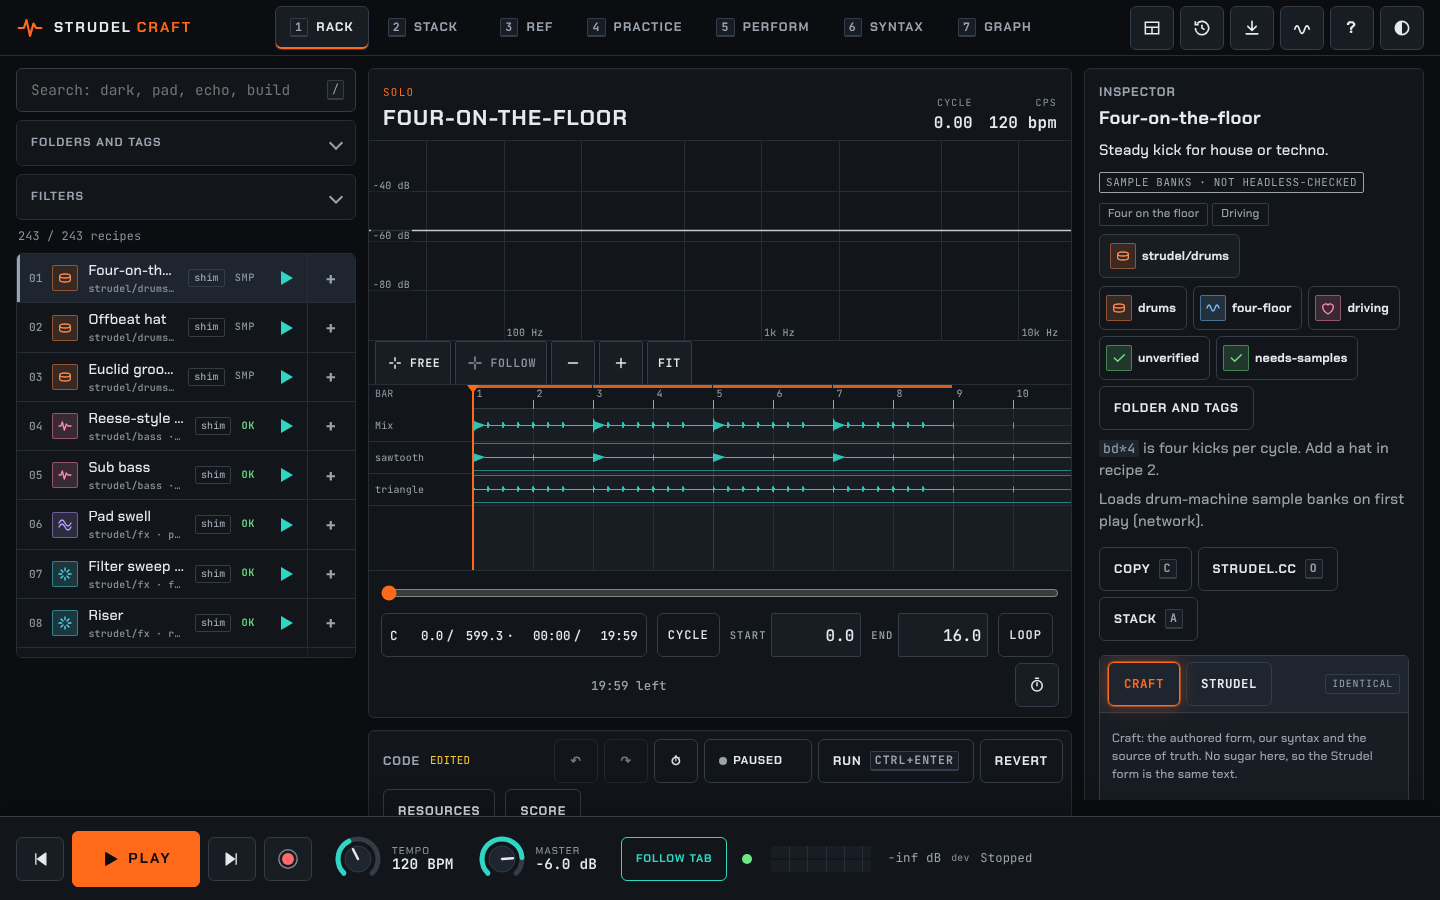 STRUDEL CRAFT
1 RACK
2 STACK
3 REF
4 PRACTICE
5 PERFORM
6 SYNTAX
7 GRAPH
?
Search: dark, pad, echo, build /
FOLDERS AND TAGS
FILTERS
243 / 243 recipes
01 Four-on-th… shim SMP +
strudel/drums…
02 Offbeat hat shim SMP +
strudel/drums…
03 Euclid groo… shim SMP +
strudel/drums…
04 Reese-style … shim OK +
strudel/bass ·…
05 Sub bass shim OK +
strudel/bass ·…
06 Pad swell shim OK +
strudel/fx · p…
07 Filter sweep … shim OK +
strudel/fx · f…
08 Riser shim OK +
strudel/fx · r…
SOLO
FOUR-ON-THE-FLOOR
CYCLE CPS
0.00 120 bpm
-40 dB
-60 dB
-80 dB
100 Hz 1k Hz 10k Hz
FREE FOLLOW − + FIT
BAR 1 2 3 4 5 6 7 8 9 10
Mix
sawtooth
triangle
C 0.0 / 599.3 · 00:00 / 19:59
CYCLE START 0.0 END 16.0 LOOP
19:59 left
CODE EDITED
↶ ↷ PAUSED RUN CTRL+ENTER REVERT
RESOURCES SCORE
INSPECTOR
Four-on-the-floor
Steady kick for house or techno.
SAMPLE BANKS · NOT HEADLESS-CHECKED
Four on the floor Driving
strudel/drums
drums four-floor driving
unverified needs-samples
FOLDER AND TAGS
bd*4 is four kicks per cycle. Add a hat in
recipe 2.
Loads drum-machine sample banks on first
play (network).
COPY C STRUDEL.CC O
STACK A
CRAFT STRUDEL IDENTICAL
Craft: the authored form, our syntax and the
source of truth. No sugar here, so the Strudel
form is the same text.
PLAY
TEMPO
120 BPM
MASTER
-6.0 dB
FOLLOW TAB
-inf dB dev Stopped